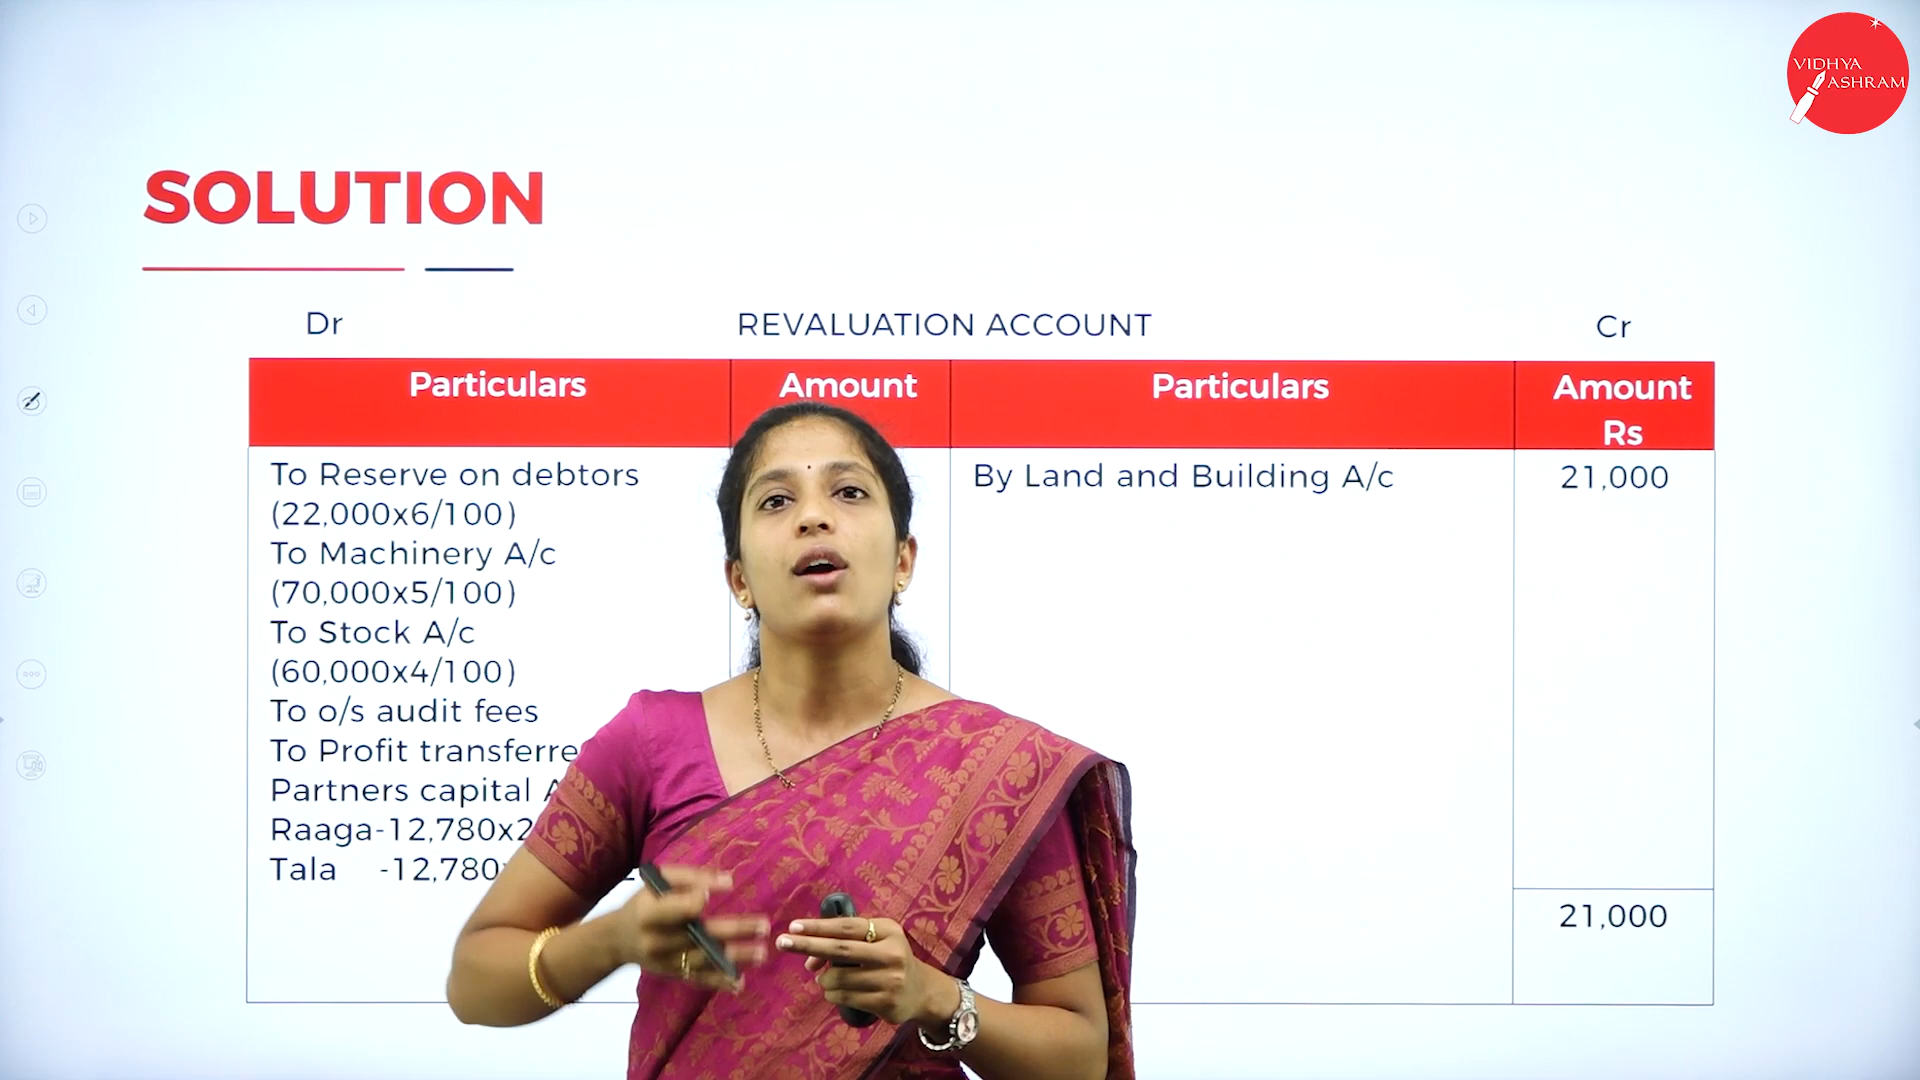 VIDHYA
ASHRAM
SOLUTION
Dr REVALUATION ACCOUNT Cr
Particulars Amount Particulars Amount
Rs
To Reserve on debtors By Land and Building A/c 21,000
(22,000x6/100)
To Machinery A/c
(70,000x5/100)
To Stock A/c
(60,000x4/100)
To o/s audit fees
To Profit
Partners capital
Raaga-12,780x2
Tala -12,780
21,000